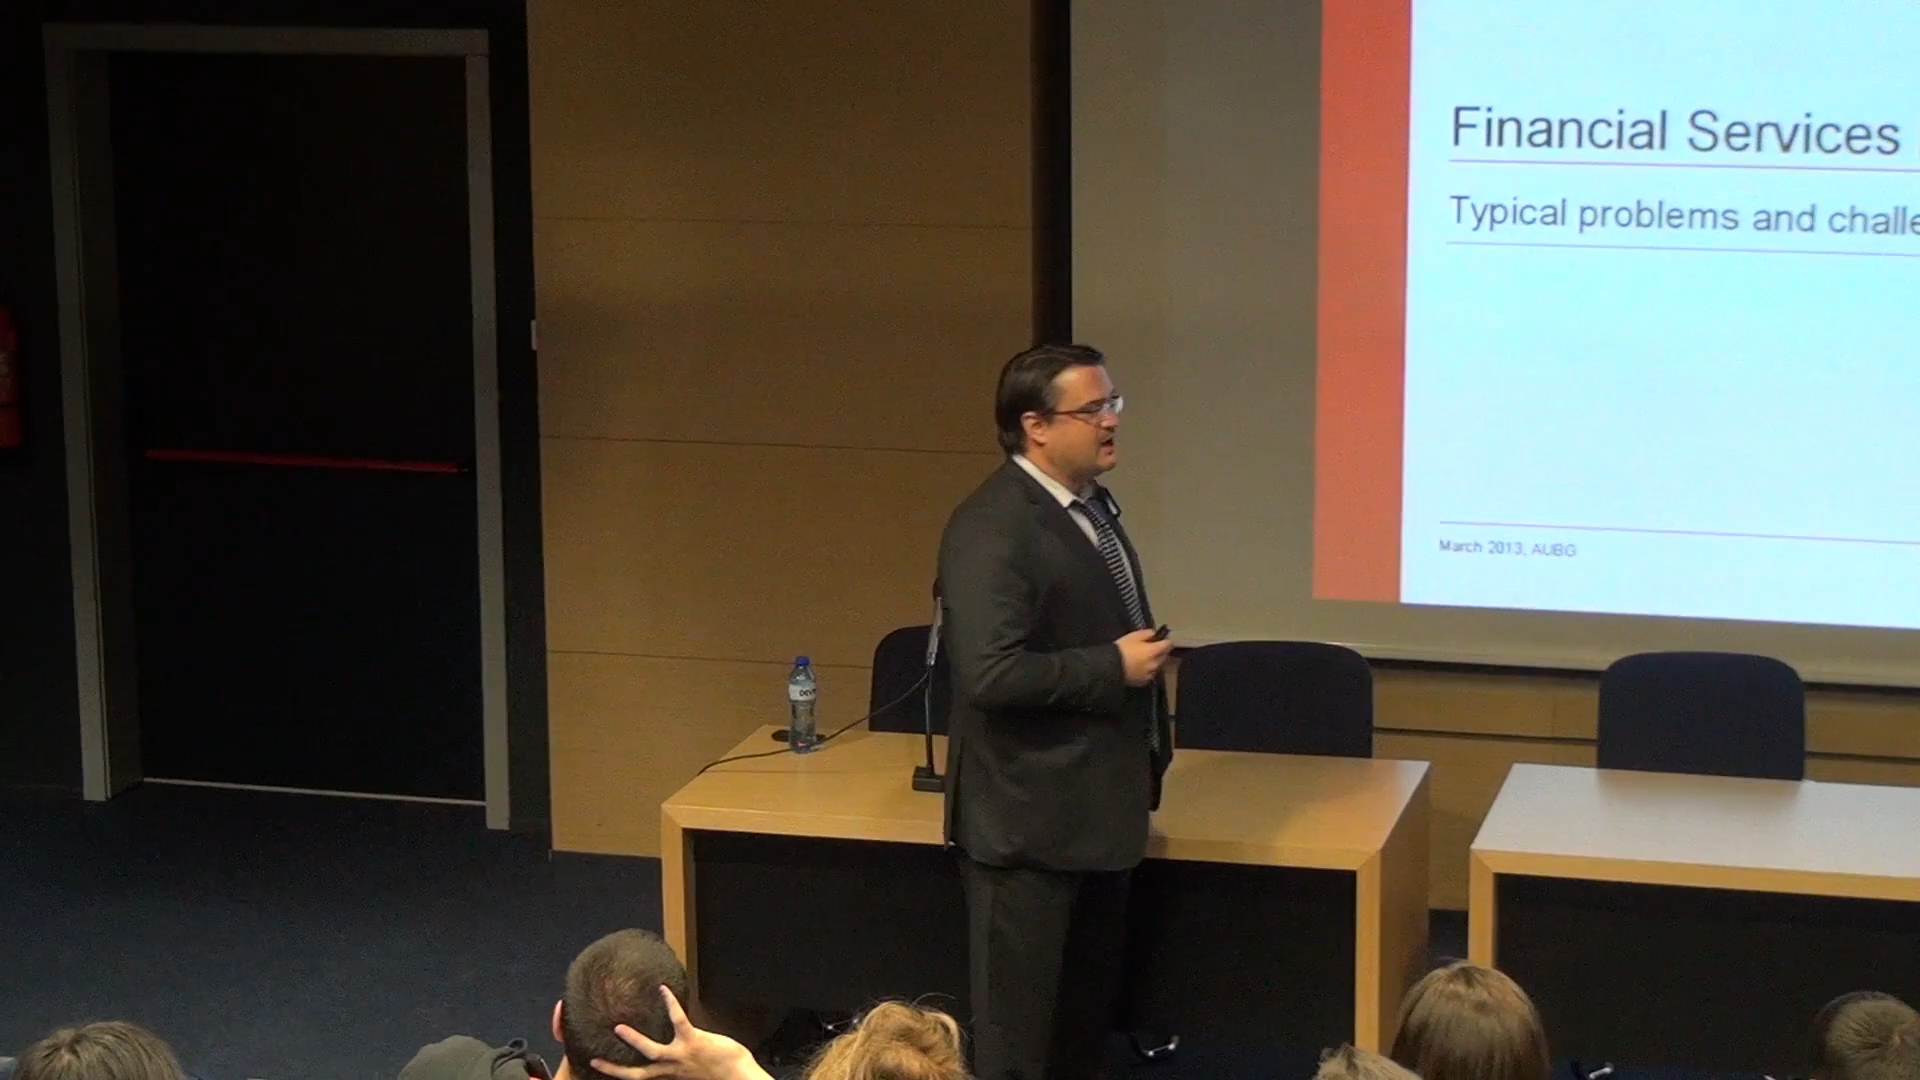 Financial Services
Typical problems and challe
March 2013, AUBG